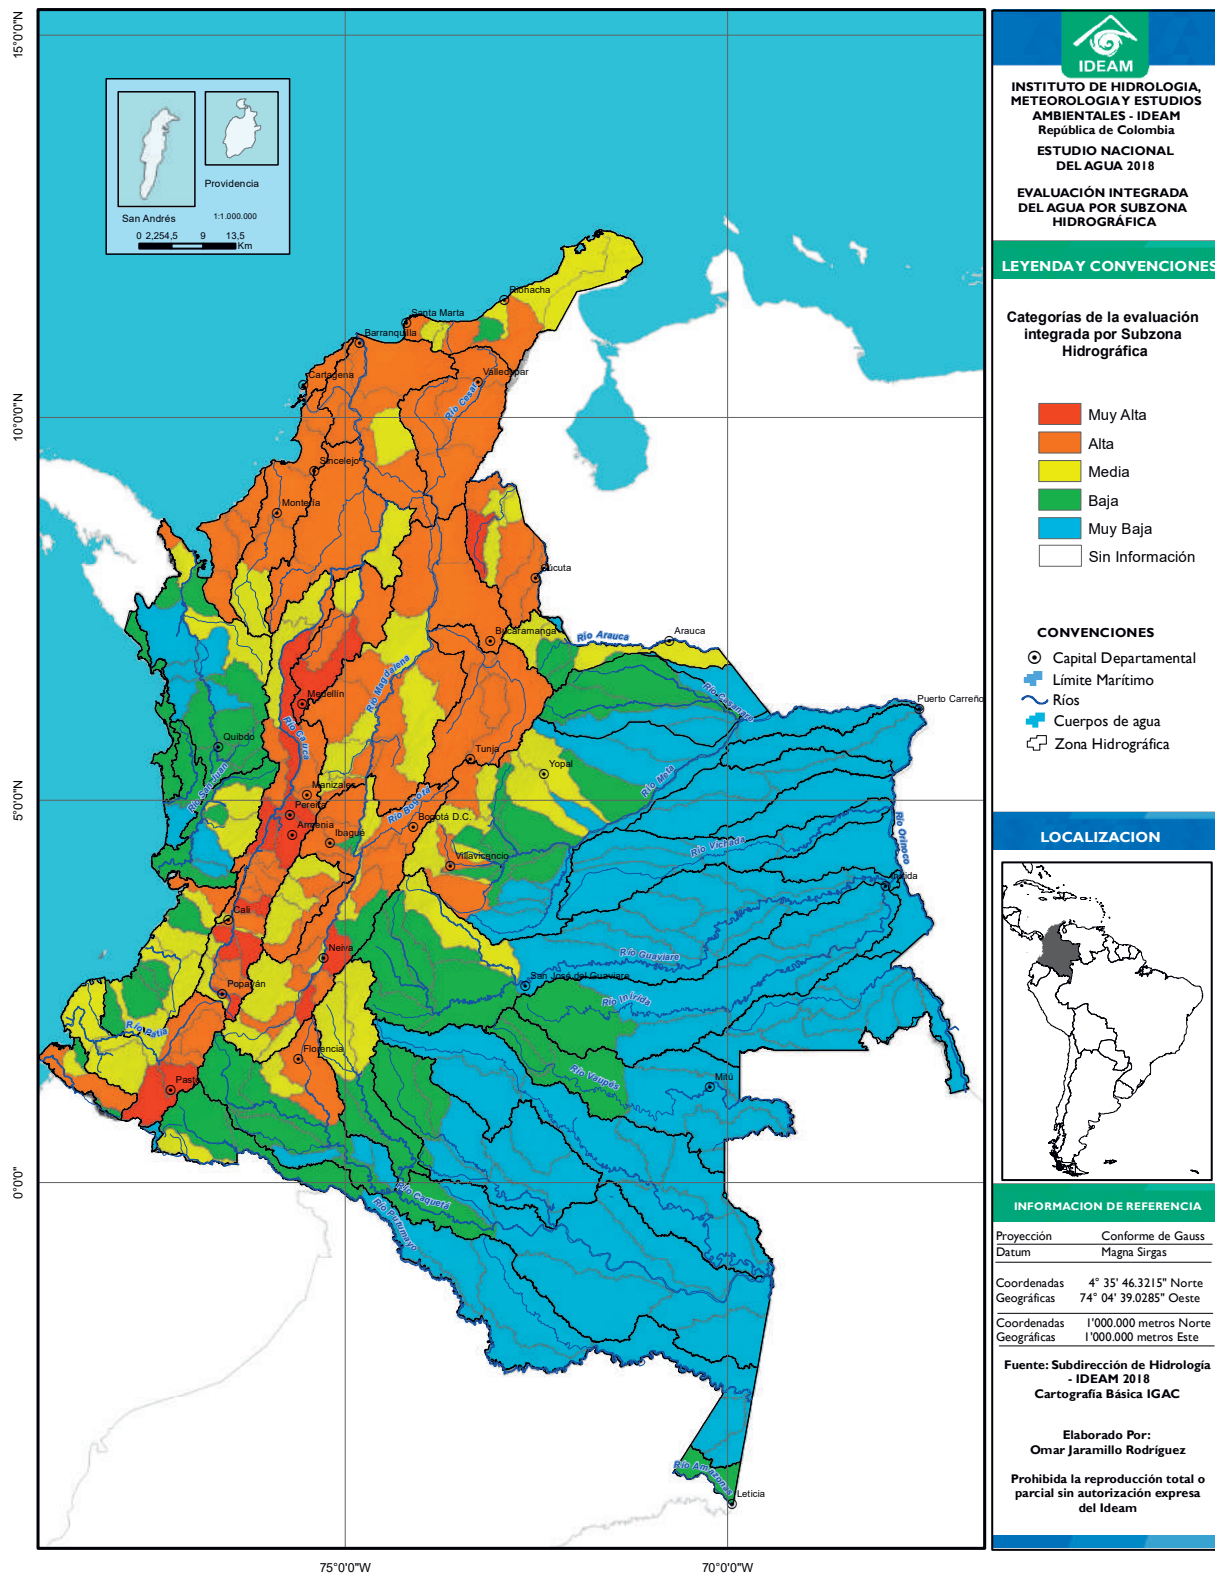 15°0'0"N
10°0'0"N
5°0'0"N
0°0'0"
75°0'0"W
70°0'0"W
San Andrés
Providencia
1:1.000.000
0 2,254,5 9 13,5
Km
Riohacha
Santa Marta
Barranquilla
Cartagena
Valledupar
Río Cesar
Sincelejo
Montería
Cúcuta
Bucaramanga
Río Arauca
Arauca
Río Magdalena
Medellín
Río Casanare
Puerto Carreño
Río Cauca
Quibdo
Tunja
Yopal
Río San Juan
Río Meta
Manizales
Pereira
Río Bogotá
Armenia
Ibagué
Bogotá D.C.
Río Orinoco
Río Vichada
Villavicencio
Inírida
Cali
Neiva
Río Guaviare
San José del Guaviare
Popayán
Río Inírida
Río Patía
Florencia
Río Vaupés
Mitú
Pasto
Río Caquetá
Río Putumayo
Río Amazonas
Leticia
IDEAM
INSTITUTO DE HIDROLOGIA,
METEOROLOGIA Y ESTUDIOS
AMBIENTALES - IDEAM
República de Colombia
ESTUDIO NACIONAL
DEL AGUA 2018
EVALUACIÓN INTEGRADA
DEL AGUA POR SUBZONA
HIDROGRÁFICA
LEYENDA Y CONVENCIONES
Categorías de la evaluación
integrada por Subzona
Hidrográfica
Muy Alta
Alta
Media
Baja
Muy Baja
Sin Información
CONVENCIONES
Capital Departamental
Límite Marítimo
Ríos
Cuerpos de agua
Zona Hidrográfica
LOCALIZACION
INFORMACION DE REFERENCIA
Proyección Conforme de Gauss
Datum Magna Sirgas
Coordenadas 4° 35' 46.3215" Norte
Geográficas 74° 04' 39.0285" Oeste
Coordenadas 1'000.000 metros Norte
Geográficas 1'000.000 metros Este
Fuente: Subdirección de Hidrología
- IDEAM 2018
Cartografía Básica IGAC
Elaborado Por:
Omar Jaramillo Rodríguez
Prohibida la reproducción total o
parcial sin autorización expresa
del Ideam